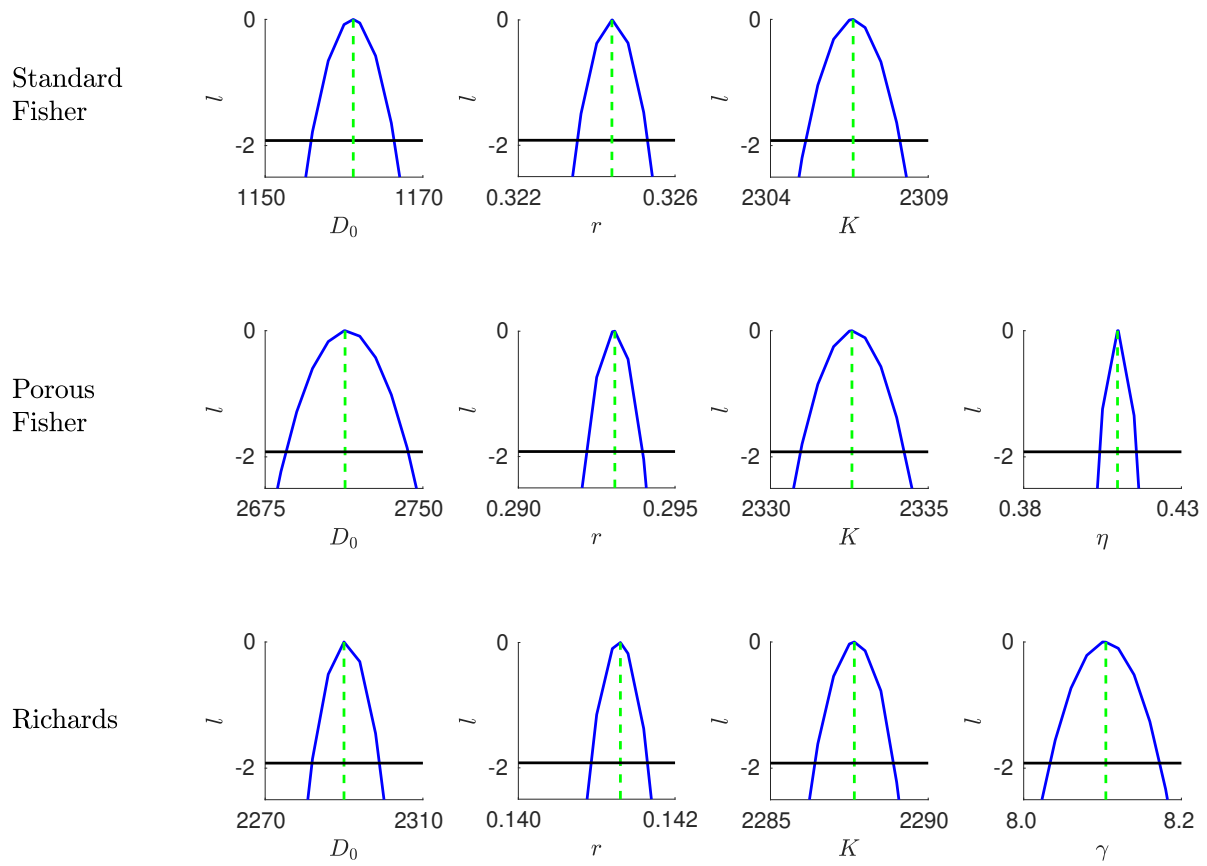 Standard
Fisher
l
0
-2
1150
1170
D₀
l
0
-2
0.322
0.326
r
l
0
-2
2304
2309
K
Porous
Fisher
l
0
-2
2675
2750
D₀
l
0
-2
0.290
0.295
r
l
0
-2
2330
2335
K
l
0
-2
0.38
0.43
η
Richards
l
0
-2
2270
2310
D₀
l
0
-2
0.140
0.142
r
l
0
-2
2285
2290
K
l
0
-2
8.0
8.2
γ